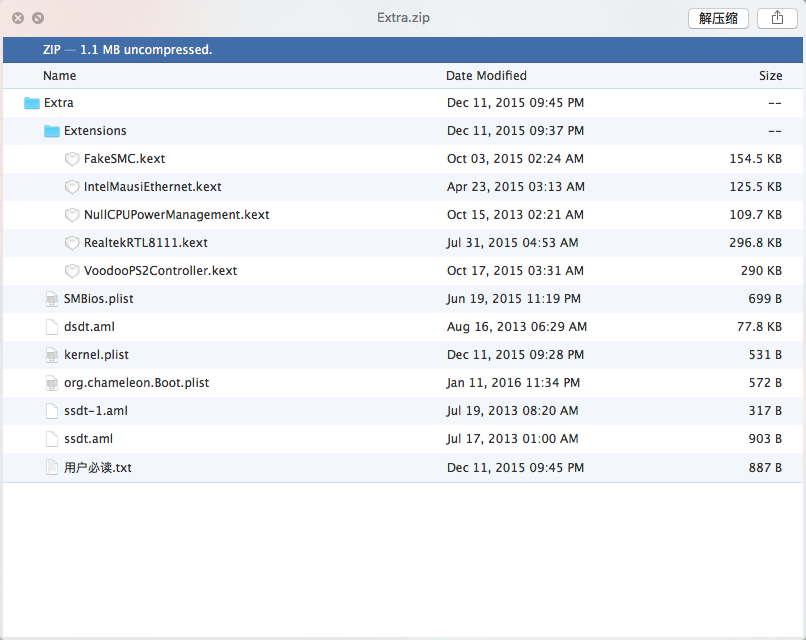 Extra.zip
解压缩
ZIP — 1.1 MB uncompressed.
Name Date Modified Size
Extra Dec 11, 2015 09:45 PM --
Extensions Dec 11, 2015 09:37 PM --
FakeSMC.kext Oct 03, 2015 02:24 AM 154.5 KB
IntelMausiEthernet.kext Apr 23, 2015 03:13 AM 125.5 KB
NullCPUPowerManagement.kext Oct 15, 2013 02:21 AM 109.7 KB
RealtekRTL8111.kext Jul 31, 2015 04:53 AM 296.8 KB
VoodooPS2Controller.kext Oct 17, 2015 03:31 AM 290 KB
SMBios.plist Jun 19, 2015 11:19 PM 699 B
dsdt.aml Aug 16, 2013 06:29 AM 77.8 KB
kernel.plist Dec 11, 2015 09:28 PM 531 B
org.chameleon.Boot.plist Jan 11, 2016 11:34 PM 572 B
ssdt-1.aml Jul 19, 2013 08:20 AM 317 B
ssdt.aml Jul 17, 2013 01:00 AM 903 B
用户必读.txt Dec 11, 2015 09:45 PM 887 B